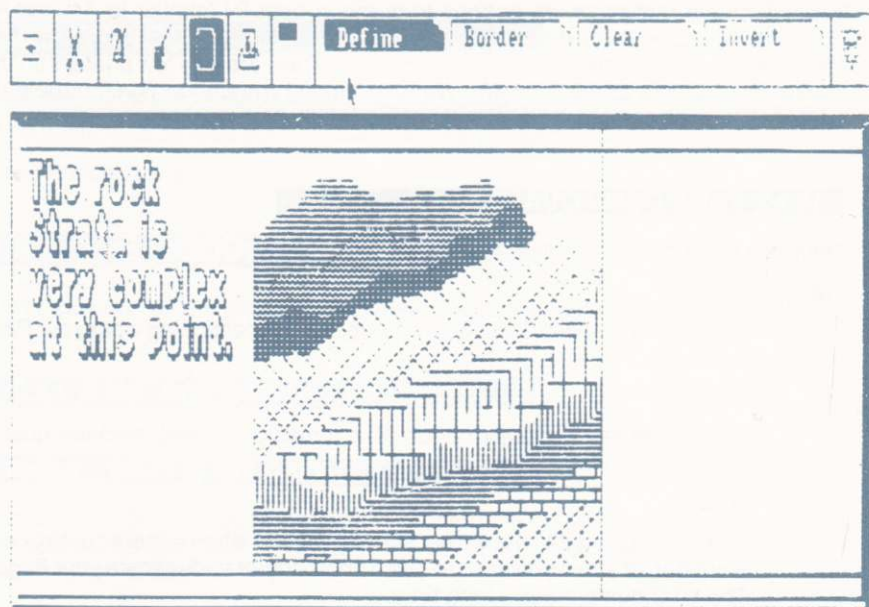 Define Border Clear Invert
The rock
Strata is
very complex
at this point.